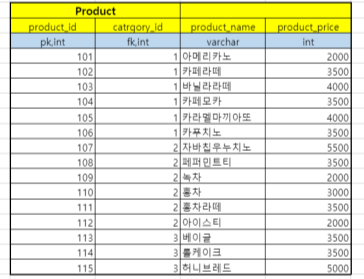 Product
product_id catrgory_id product_name product_price
pk,int fk,int varchar int
101 1 아메리카노 2000
102 1 카페라떼 3500
103 1 바닐라라떼 4000
104 1 카페모카 3500
105 1 카라멜마끼아또 4000
106 1 카푸치노 3500
107 2 자바칩우누치노 5500
108 2 페퍼민트티 3500
109 2 녹차 2000
110 2 홍차 3000
111 2 홍차라떼 3500
112 2 아이스티 2000
113 3 베이글 3500
114 3 롤케이크 3500
115 3 허니브레드 5000